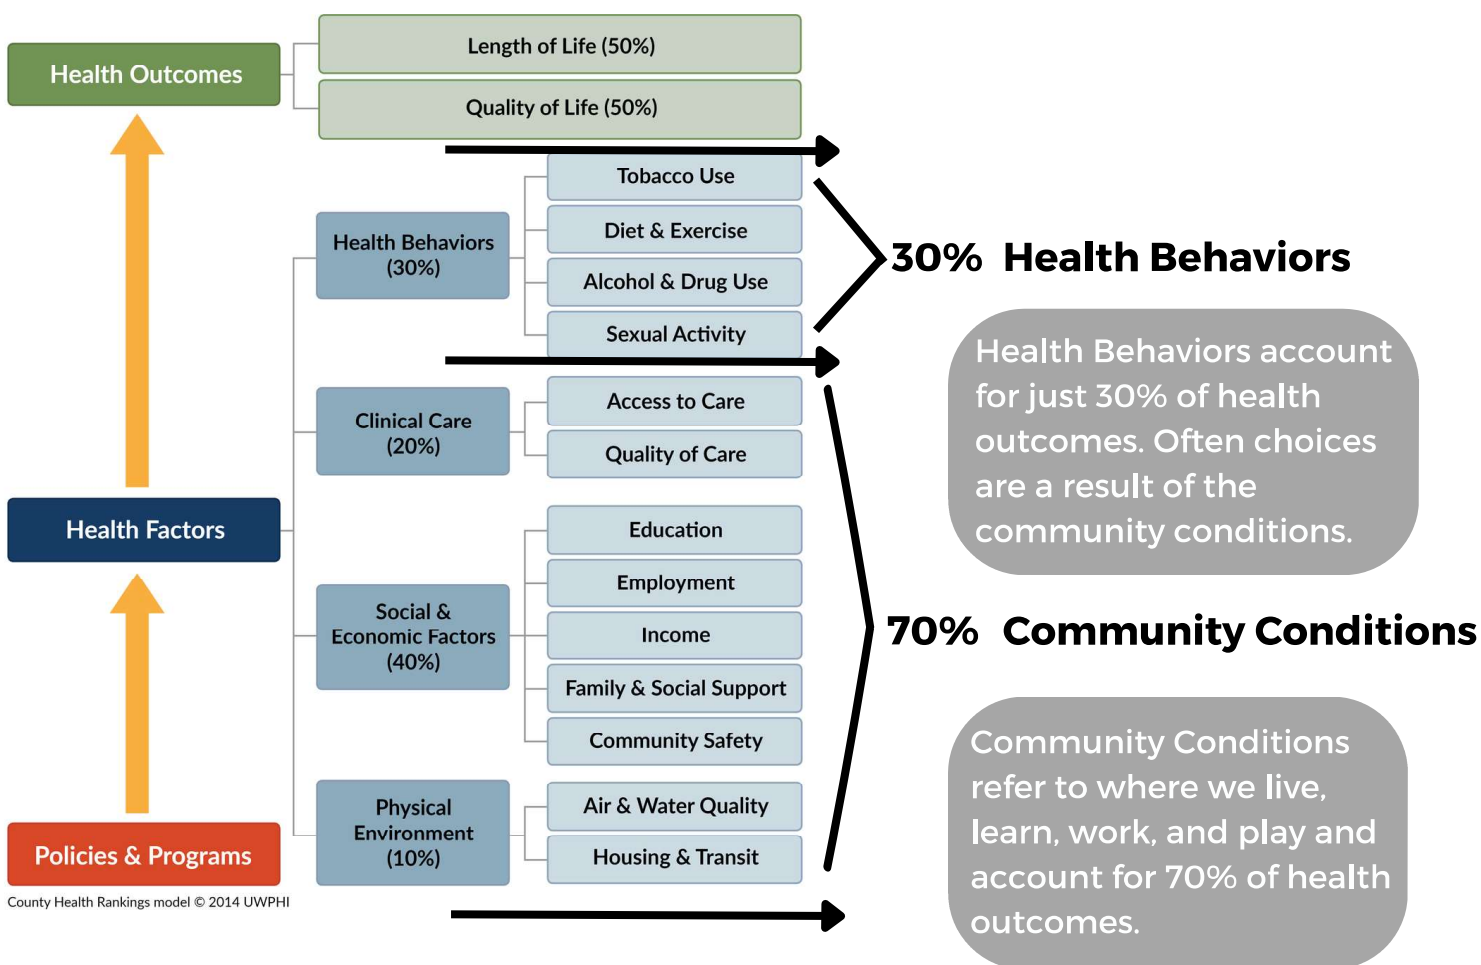 Health Outcomes
Length of Life (50%)
Quality of Life (50%)
Health Factors
Policies & Programs
Health Behaviors
(30%)
Tobacco Use
Diet & Exercise
Alcohol & Drug Use
Sexual Activity
Clinical Care
(20%)
Access to Care
Quality of Care
Social &
Economic Factors
(40%)
Education
Employment
Income
Family & Social Support
Community Safety
Physical
Environment
(10%)
Air & Water Quality
Housing & Transit
County Health Rankings model © 2014 UWPHI
30% Health Behaviors
Health Behaviors account
for just 30% of health
outcomes. Often choices
are a result of the
community conditions.
70% Community Conditions
Community Conditions
refer to where we live,
learn, work, and play and
account for 70% of health
outcomes.